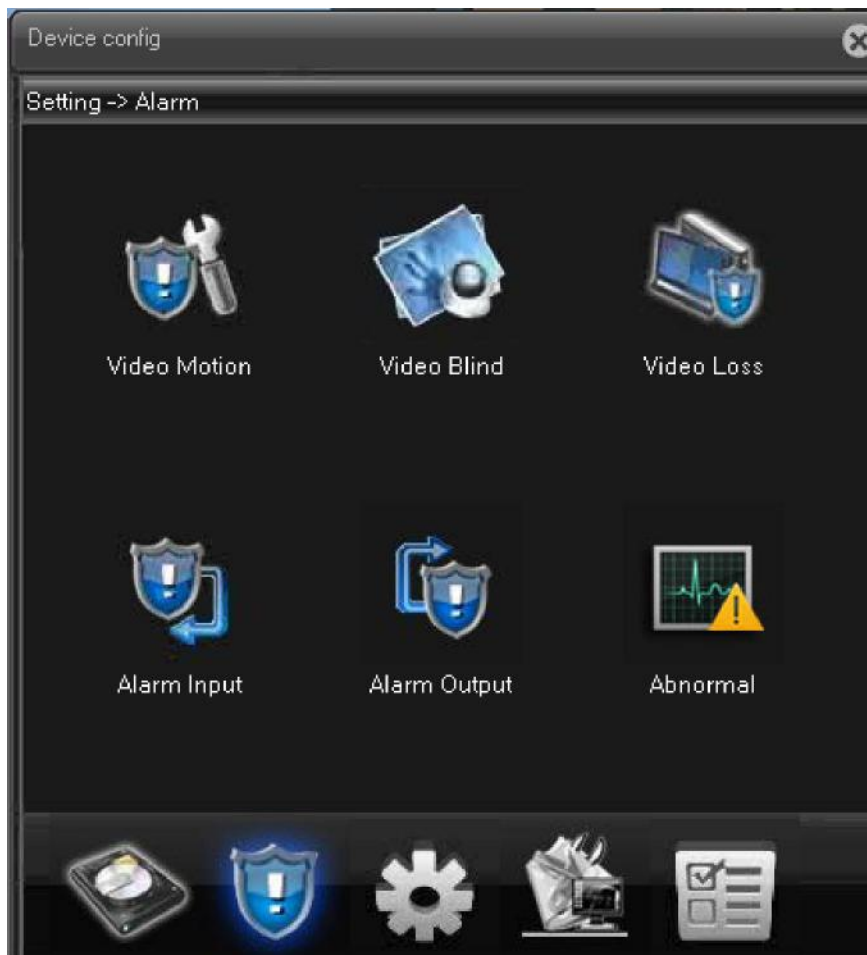 Device config
Setting -> Alarm
Video Motion
Video Blind
Video Loss
Alarm Input
Alarm Output
Abnormal